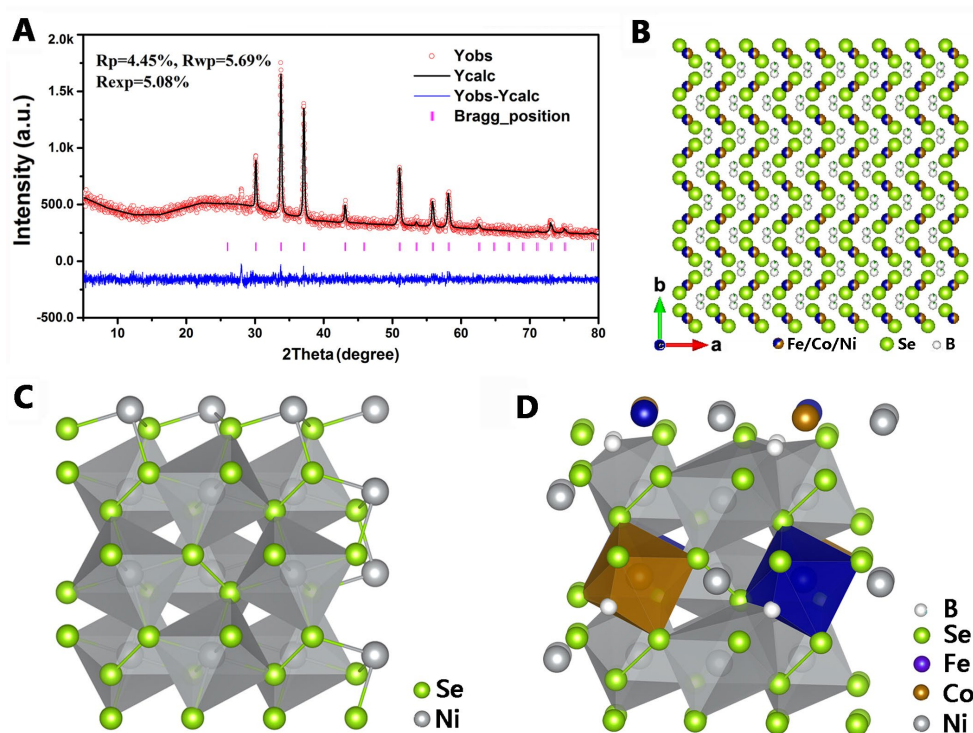 A
2.0k
1.5k
1.0k
500.0
0.0
-500.0
Intensity (a.u.)
Rp=4.45%, Rwp=5.69%
Rexp=5.08%
Yobs
Ycalc
Yobs-Ycalc
Bragg_position
10 20 30 40 50 60 70 80
2Theta (degree)
B
b
c
a
Fe/Co/Ni Se B
C
Se
Ni
D
B
Se
Fe
Co
Ni